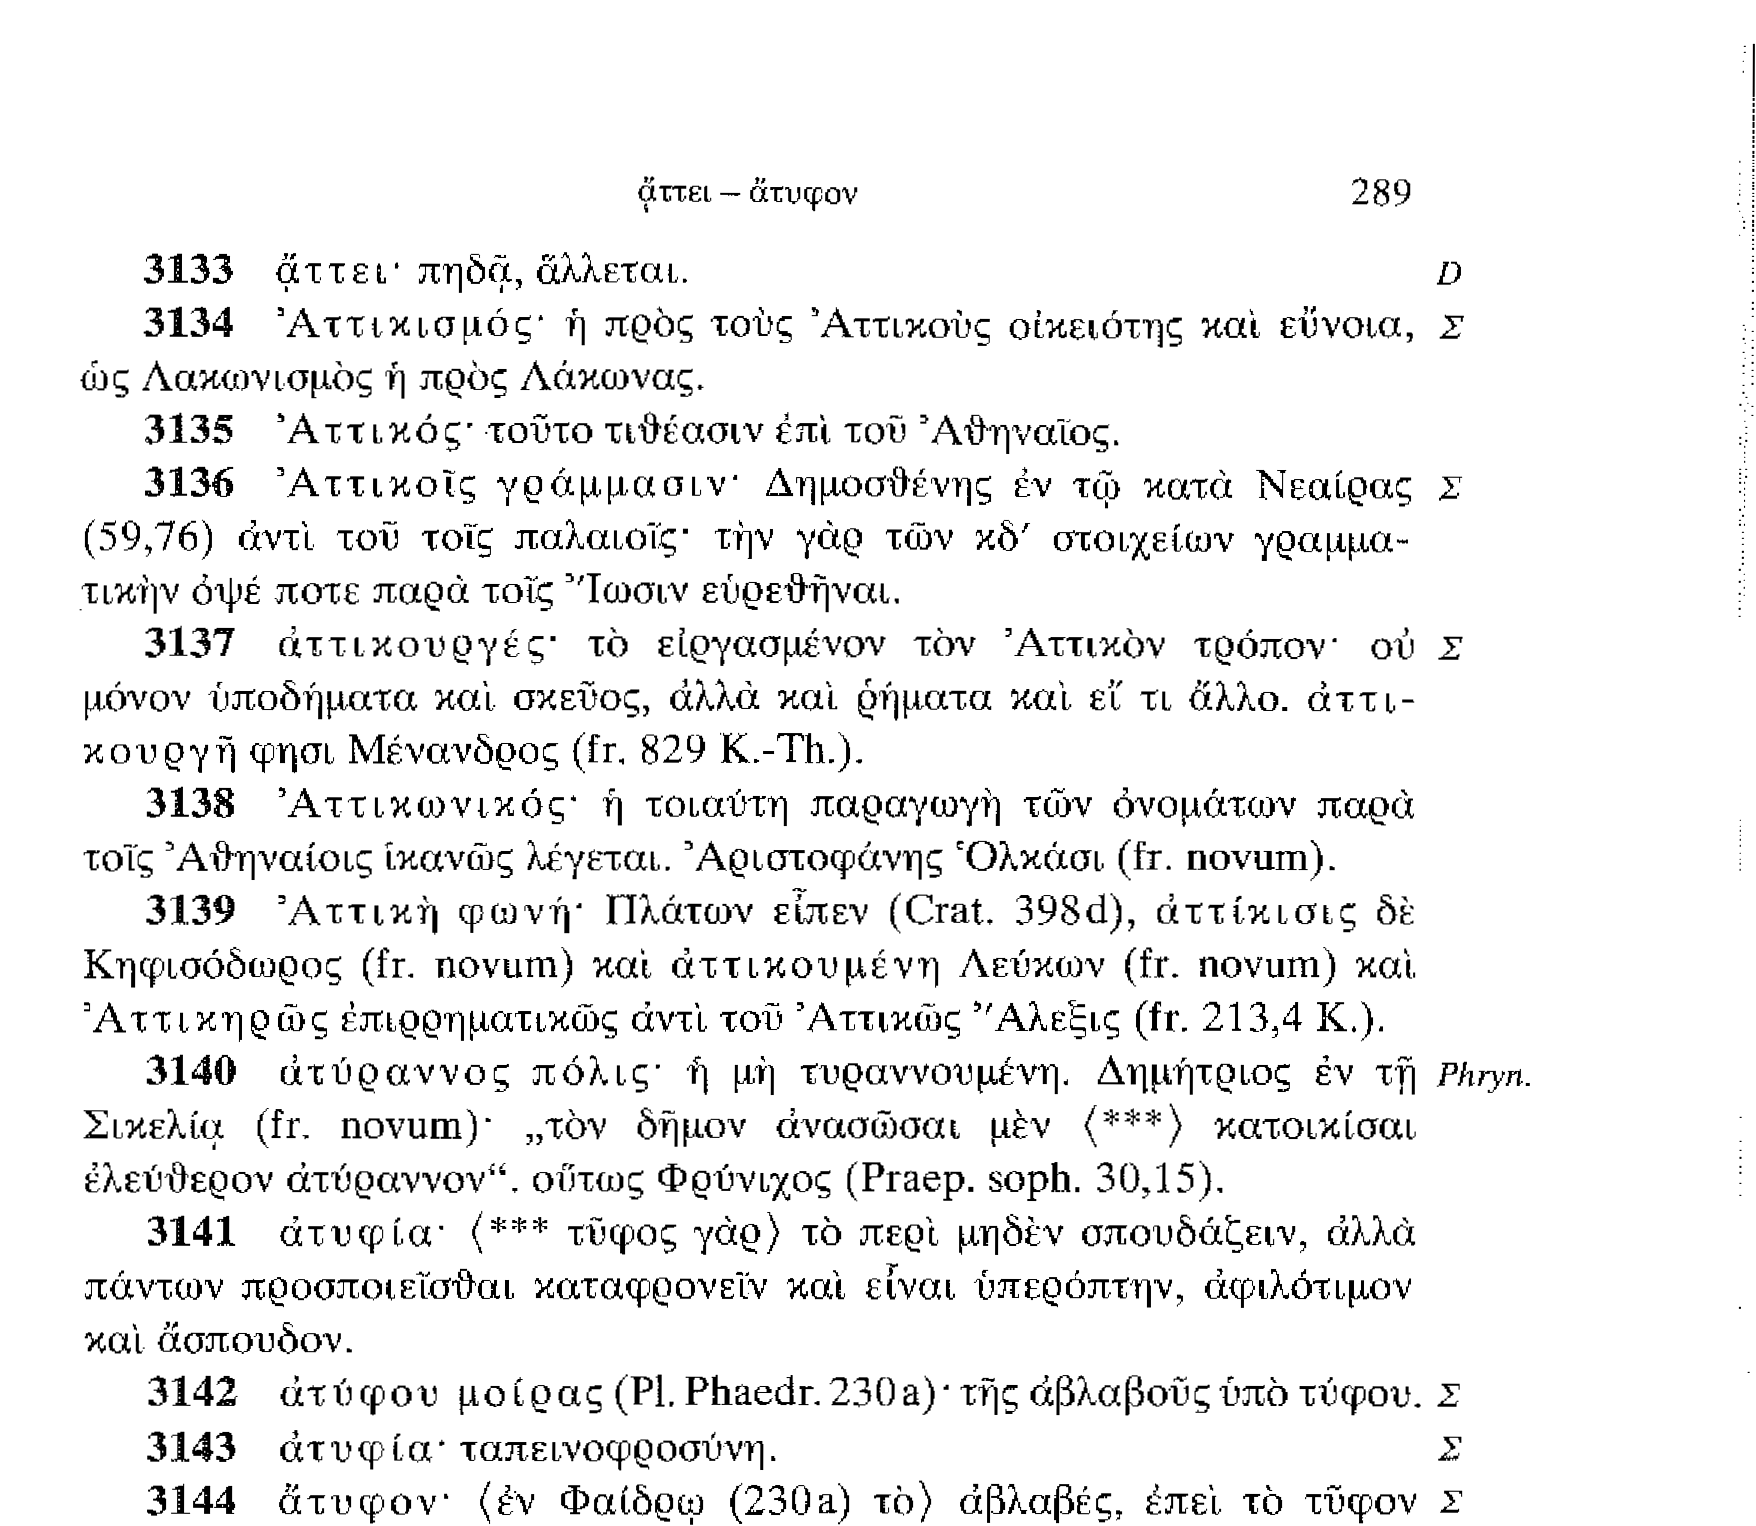 ᾄττει – ἄτυφον 289
3133 ᾄττει· πηδᾷ, ἅλλεται. D
3134 Ἀττικισμός· ἡ πρὸς τοὺς Ἀττικοὺς οἰκειότης καὶ εὔνοια, Σ
ὡς Λακωνισμὸς ἡ πρὸς Λάκωνας.
3135 Ἀττικός· τοῦτο τιθέασιν ἐπὶ τοῦ Ἀθηναῖος.
3136 Ἀττικοῖς γράμμασιν· Δημοσθένης ἐν τῷ κατὰ Νεαίρας Σ
(59,76) ἀντὶ τοῦ τοῖς παλαιοῖς· τὴν γὰρ τῶν κδʹ στοιχείων γραμμα-
τικὴν ὀψέ ποτε παρὰ τοῖς Ἴωσιν εὑρεθῆναι.
3137 ἀττικουργές· τὸ εἰργασμένον τὸν Ἀττικὸν τρόπον· οὐ Σ
μόνον ὑποδήματα καὶ σκεῦος, ἀλλὰ καὶ ῥήματα καὶ εἴ τι ἄλλο. ἀττι-
κουργῆ φησι Μένανδρος (fr. 829 K.-Th.).
3138 Ἀττικωνικός· ἡ τοιαύτη παραγωγὴ τῶν ὀνομάτων παρὰ
τοῖς Ἀθηναίοις ἱκανῶς λέγεται. Ἀριστοφάνης Ὁλκάσι (fr. novum).
3139 Ἀττικὴ φωνή· Πλάτων εἶπεν (Crat. 398d), ἀττίκισις δὲ
Κηφισόδωρος (fr. novum) καὶ ἀττικουμένη Λεύκων (fr. novum) καὶ
Ἀττικηρῶς ἐπιρρηματικῶς ἀντὶ τοῦ Ἀττικῶς Ἄλεξις (fr. 213,4 K.).
3140 ἀτύραννος πόλις· ἡ μὴ τυραννουμένη. Δημήτριος ἐν τῇ Phryn.
Σικελίᾳ (fr. novum)· „τὸν δῆμον ἀνασῶσαι μὲν ⟨***⟩ κατοικίσαι
ἐλεύθερον ἀτύραννον“. οὕτως Φρύνιχος (Praep. soph. 30,15).
3141 ἀτυφία· ⟨*** τῦφος γὰρ⟩ τὸ περὶ μηδὲν σπουδάζειν, ἀλλὰ
πάντων προσποιεῖσθαι καταφρονεῖν καὶ εἶναι ὑπερόπτην, ἀφιλότιμον
καὶ ἄσπουδον.
3142 ἀτύφου μοίρας (Pl. Phaedr. 230a)· τῆς ἀβλαβοῦς ὑπὸ τύφου. Σ
3143 ἀτυφία· ταπεινοφροσύνη. Σ
3144 ἄτυφον· ⟨ἐν Φαίδρῳ (230a) τὸ⟩ ἀβλαβές, ἐπεὶ τὸ τῦφον Σ